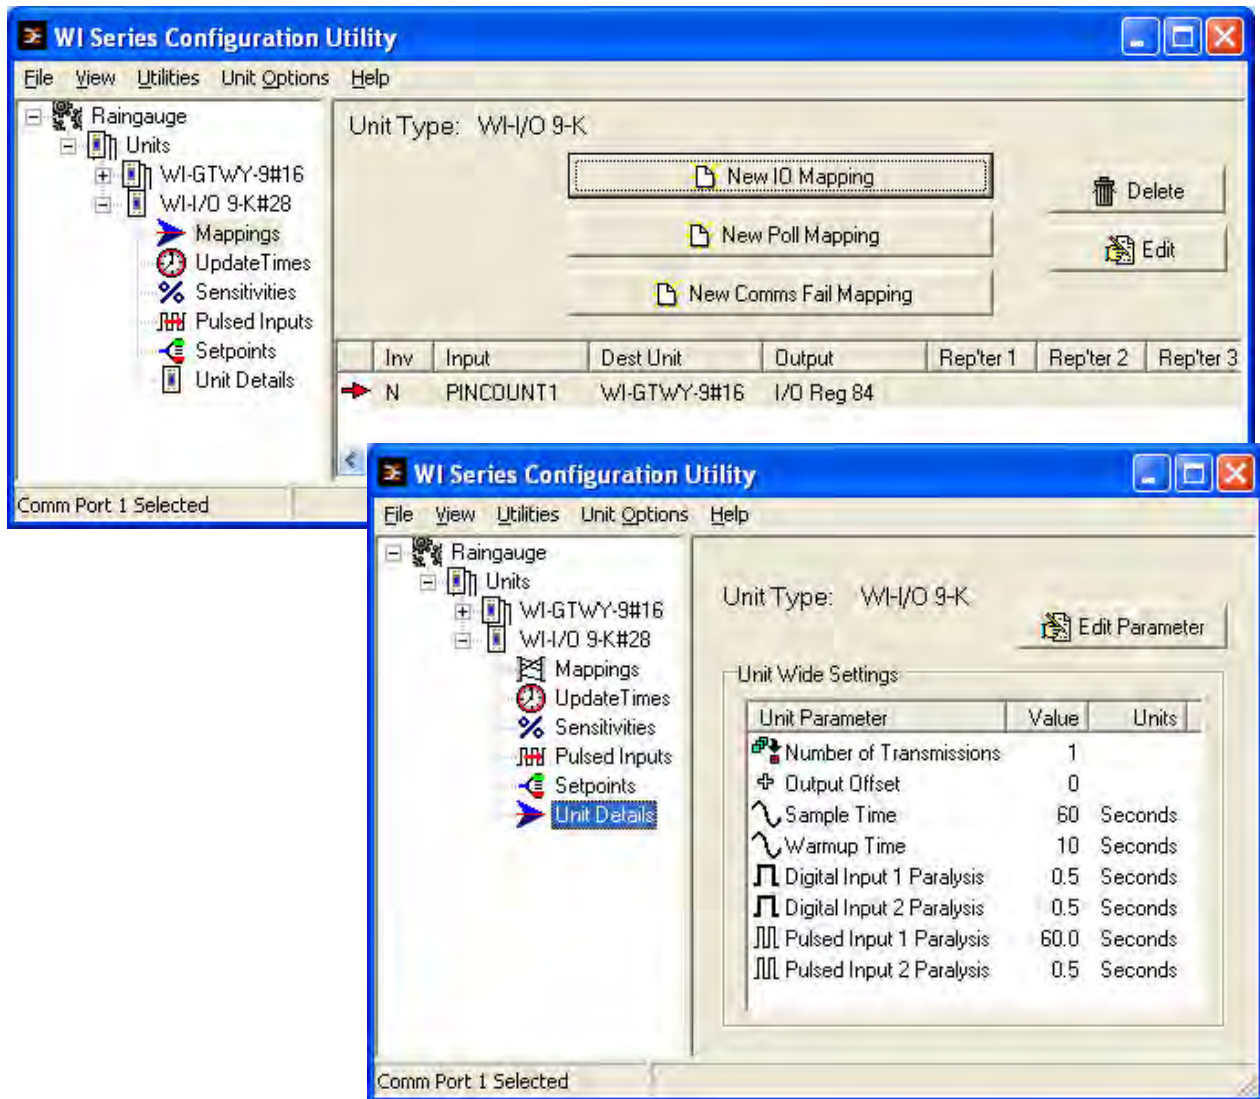 WI Series Configuration Utility
File View Utilities Unit Options Help
Raingauge
Units
WI-GTWY-9#16
WI-I/O 9-K#28
Mappings
UpdateTimes
Sensitivities
Pulsed Inputs
Setpoints
Unit Details
Unit Type: WI-I/O 9-K
New IO Mapping
New Poll Mapping
New Comms Fail Mapping
Delete
Edit
Inv Input Dest Unit Output Rep'ter 1 Rep'ter 2 Rep'ter 3
N PINCOUNT1 WI-GTWY-9#16 I/O Reg 84
Comm Port 1 Selected
WI Series Configuration Utility
File View Utilities Unit Options Help
Raingauge
Units
WI-GTWY-9#16
WI-I/O 9-K#28
Mappings
UpdateTimes
Sensitivities
Pulsed Inputs
Setpoints
Unit Details
Unit Type: WI-I/O 9-K
Edit Parameter
Unit Wide Settings
Unit Parameter Value Units
Number of Transmissions 1
Output Offset 0
Sample Time 60 Seconds
Warmup Time 10 Seconds
Digital Input 1 Paralysis 0.5 Seconds
Digital Input 2 Paralysis 0.5 Seconds
Pulsed Input 1 Paralysis 60.0 Seconds
Pulsed Input 2 Paralysis 0.5 Seconds
Comm Port 1 Selected